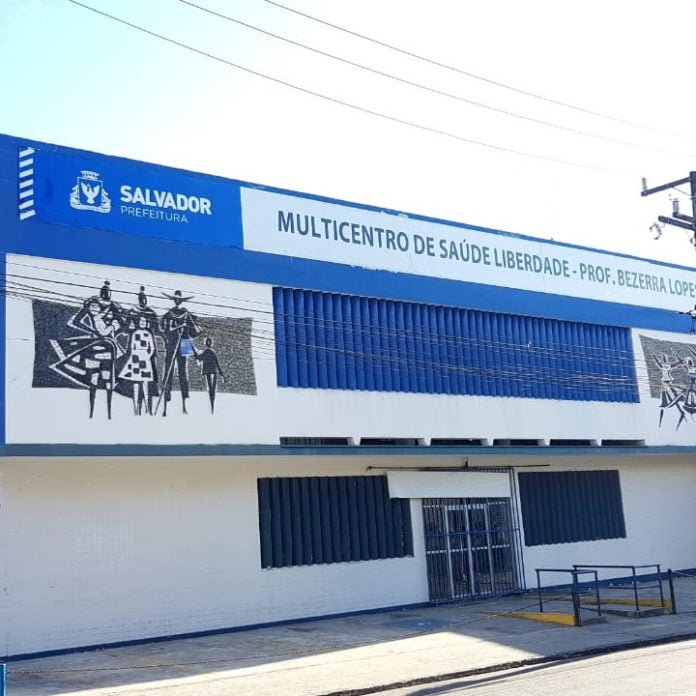 SALVADOR
PREFEITURA
MULTICENTRO DE SAÚDE LIBERDADE - PROF. BEZERRA LOPES